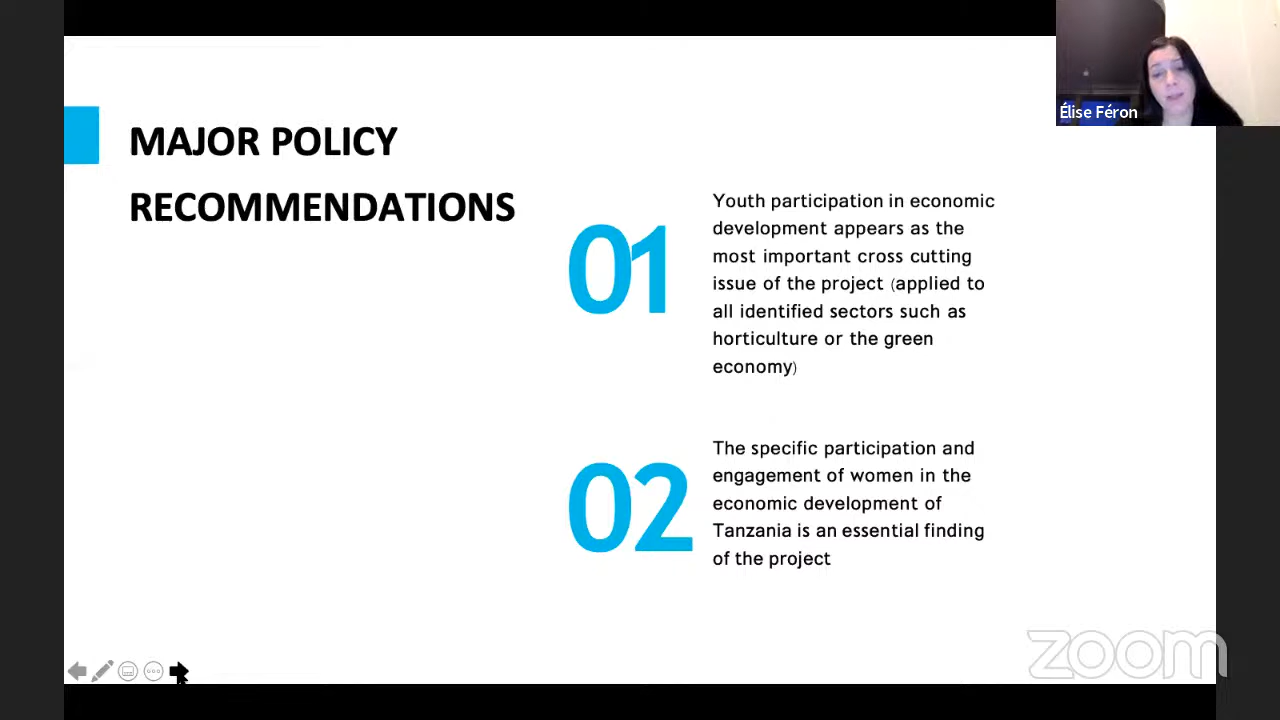 Élise Féron
MAJOR POLICY
RECOMMENDATIONS
01
Youth participation in economic
development appears as the
most important cross cutting
issue of the project (applied to
all identified sectors such as
horticulture or the green
economy)
02
The specific participation and
engagement of women in the
economic development of
Tanzania is an essential finding
of the project
zoom